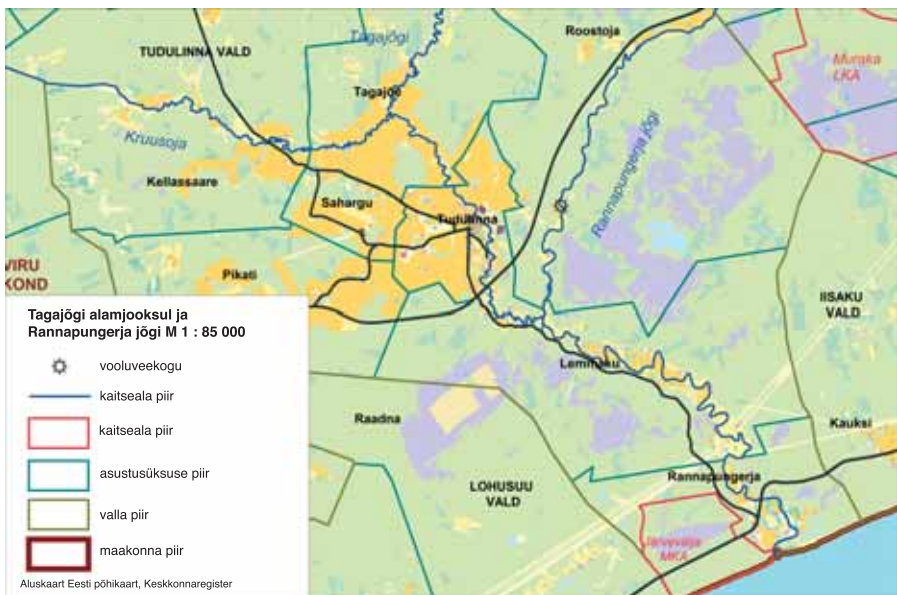 Tagajõgi
Roostoja
TUDULINNA VALD
Muraka
LKA
Tagajõe
Kruusoja
Rannapungerja jõgi
Kellassaare
Sahargu
Tudulinna
VIRU
KOND
Pikati
IISAKU
VALD
Tagajõgi alamjooksul ja
Rannapungerja jõgi M 1 : 85 000
vooluveekogu
kaitseala piir
kaitseala piir
asustusüksuse piir
valla piir
maakonna piir
Aluskaart Eesti põhikaart, Keskkonnaregister
Lemmaku
Raadna
Kauksi
LOHUSUU
VALD
Rannapungerja
Järvevälja
MKA